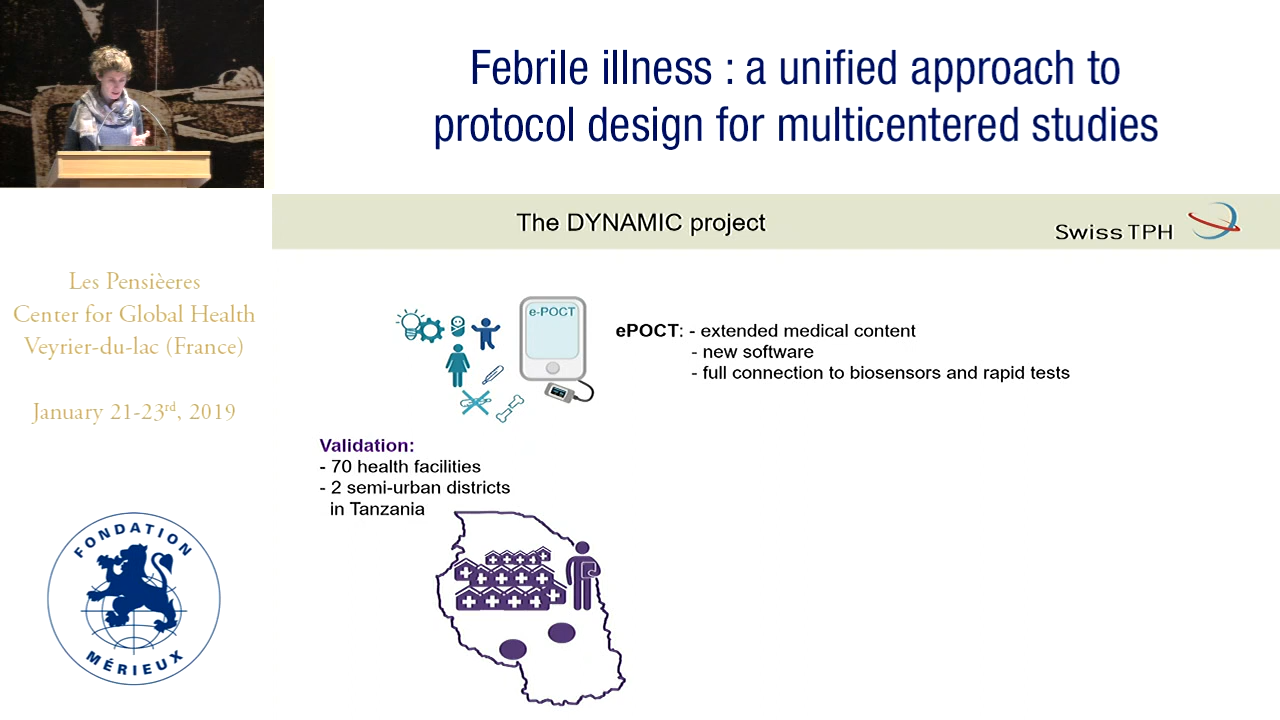 Febrile illness : a unified approach to
protocol design for multicentered studies
The DYNAMIC project
Swiss TPH
Les Pensièeres
Center for Global Health
Veyrier-du-lac (France)
January 21-23rd, 2019
FONDATION
MÉRIEUX
e-POCT
ePOCT: - extended medical content
- new software
- full connection to biosensors and rapid tests
Validation:
- 70 health facilities
- 2 semi-urban districts
in Tanzania